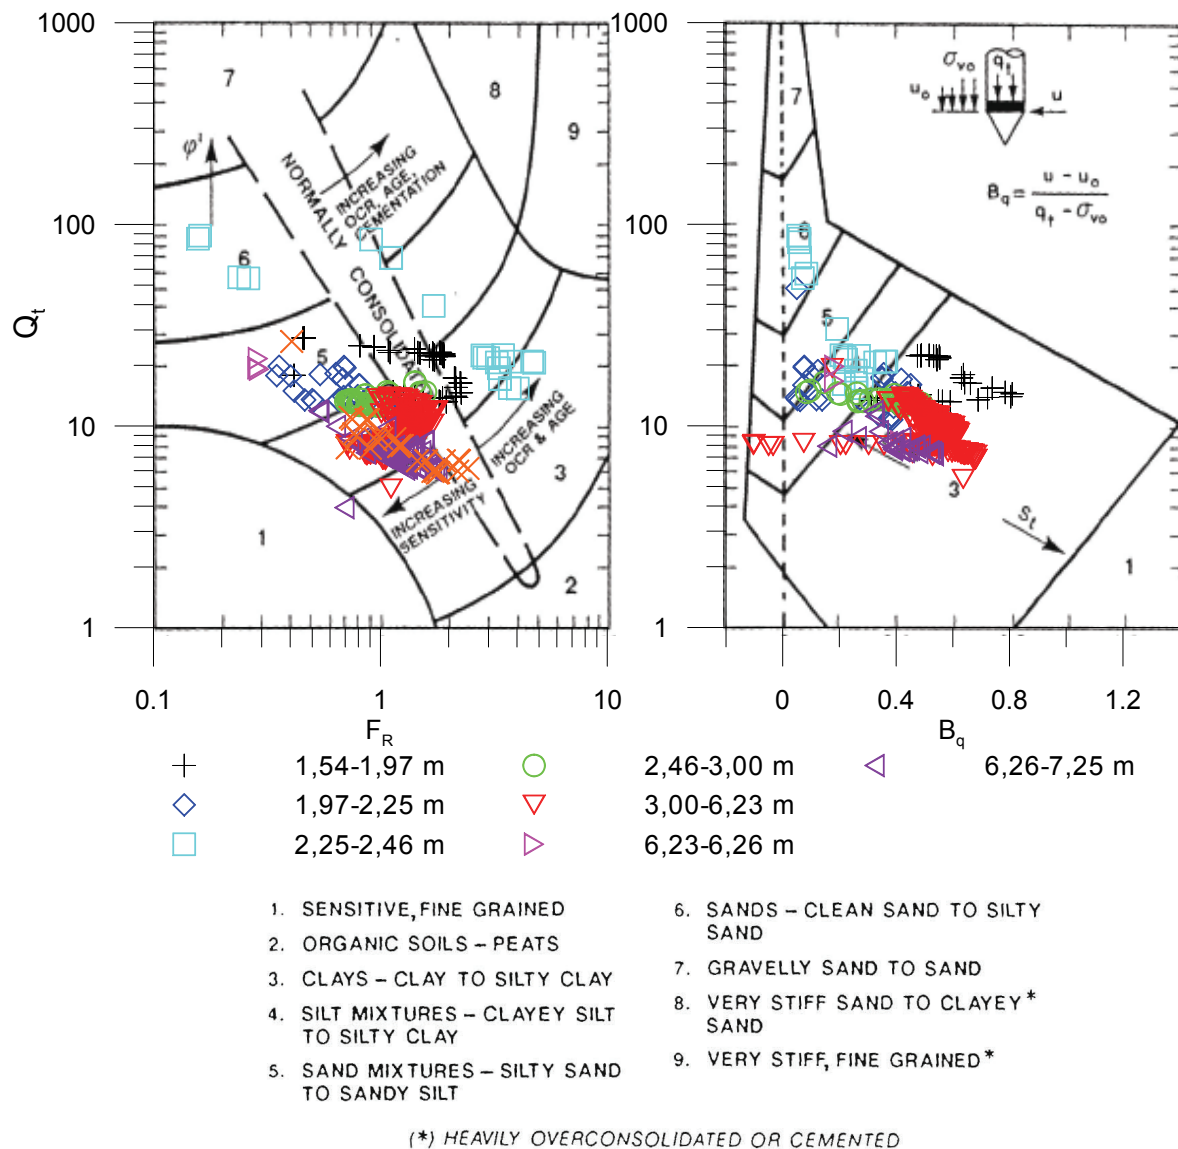 1000
100
10
1
Q_t
7
8
9
6
5
3
1
2
φ'
NORMALLY CONSOLIDAT
INCREASING
OCR, AGE,
CEMENTATION
INCREASING
OCR & AGE
INCREASING
SENSITIVITY
0.1
1
10
F_R
1000
100
10
1
7
6
5
3
1
S_t
σ_vo
q_t
u_o
u
B_q = u - u_o
q_t - σ_vo
0
0.4
0.8
1.2
B_q
1,54-1,97 m
2,46-3,00 m
6,26-7,25 m
1,97-2,25 m
3,00-6,23 m
2,25-2,46 m
6,23-6,26 m
1. SENSITIVE, FINE GRAINED
2. ORGANIC SOILS – PEATS
3. CLAYS – CLAY TO SILTY CLAY
4. SILT MIXTURES – CLAYEY SILT
TO SILTY CLAY
5. SAND MIXTURES – SILTY SAND
TO SANDY SILT
6. SANDS – CLEAN SAND TO SILTY
SAND
7. GRAVELLY SAND TO SAND
8. VERY STIFF SAND TO CLAYEY*
SAND
9. VERY STIFF, FINE GRAINED*
(*) HEAVILY OVERCONSOLIDATED OR CEMENTED